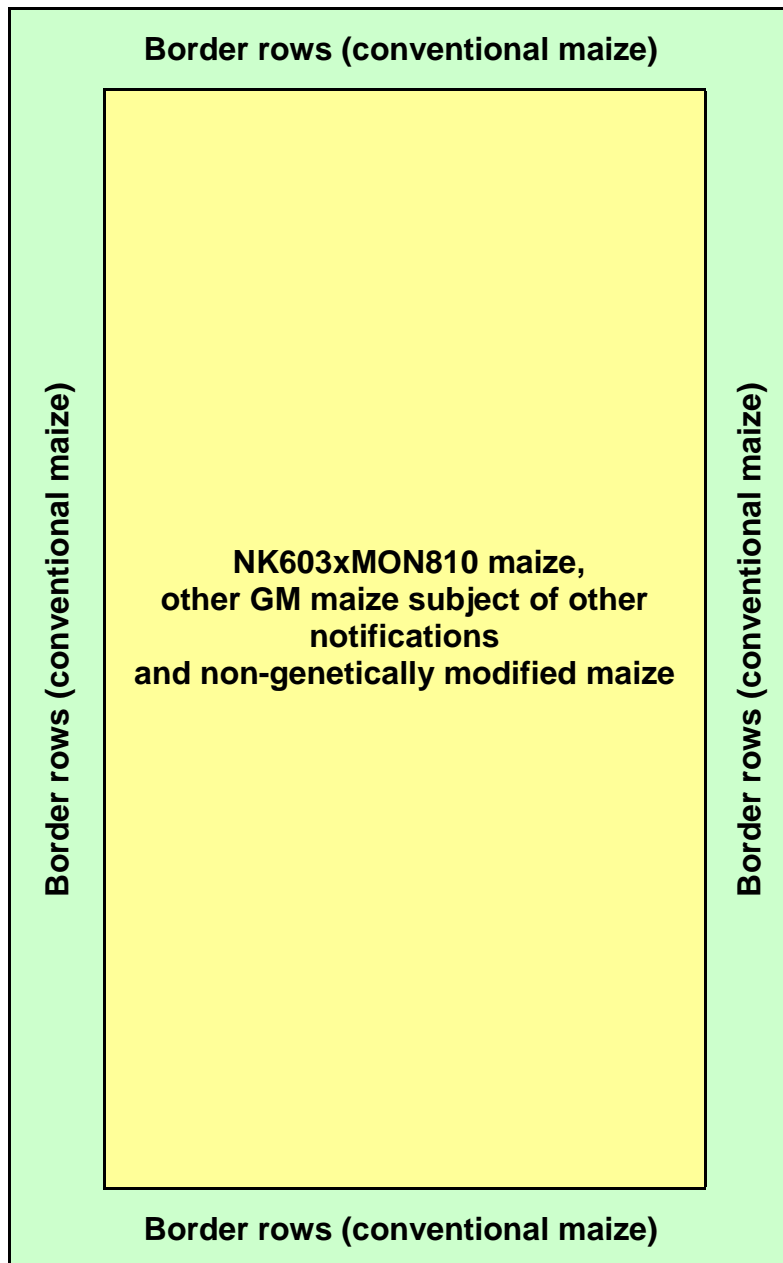 Border rows (conventional maize)
Border rows (conventional maize)
NK603xMON810 maize,
other GM maize subject of other
notifications
and non-genetically modified maize
Border rows (conventional maize)
Border rows (conventional maize)